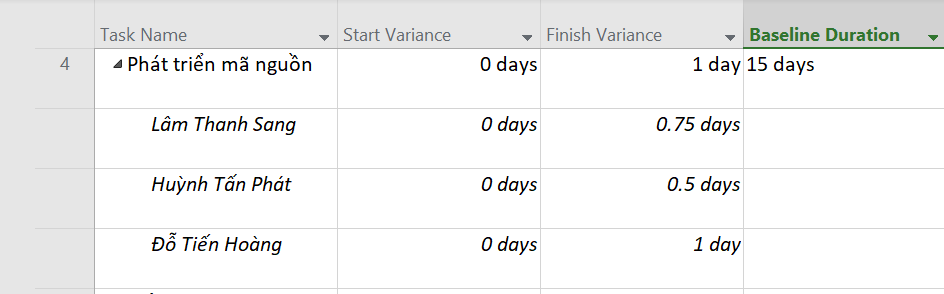 Task Name Start Variance Finish Variance Baseline Duration
4 Phát triển mã nguồn 0 days 1 day 15 days
Lâm Thanh Sang 0 days 0.75 days
Huỳnh Tấn Phát 0 days 0.5 days
Đỗ Tiến Hoàng 0 days 1 day